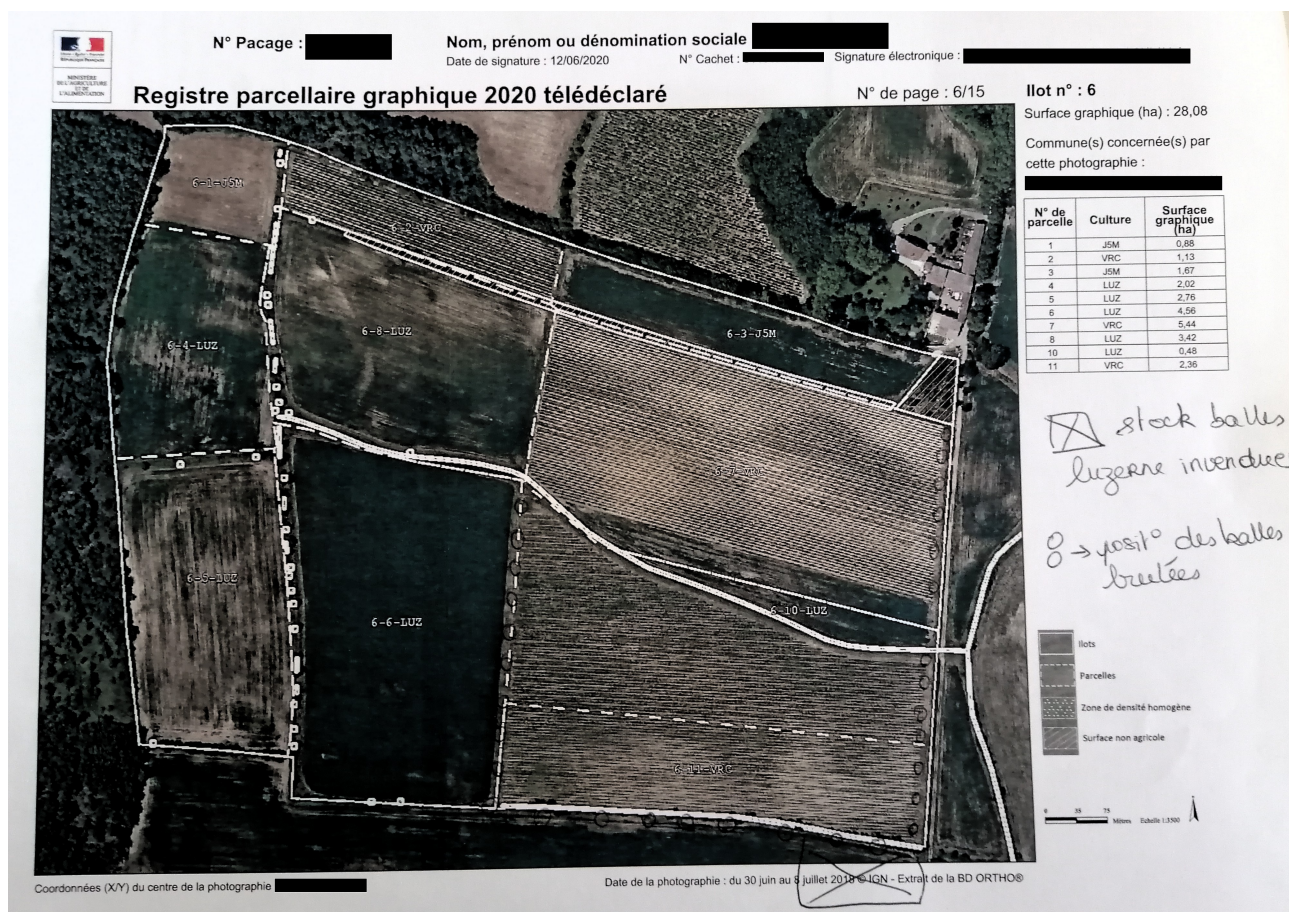 N° Pacage :
Nom, prénom ou dénomination sociale
Date de signature : 12/06/2020
N° Cachet :
Signature électronique :
RÉPUBLIQUE FRANÇAISE
MINISTÈRE
DE L'AGRICULTURE
ET DE
L'ALIMENTATION
Registre parcellaire graphique 2020 télédéclaré
N° de page : 6/15
Ilot n° : 6
Surface graphique (ha) : 28,08
Commune(s) concernée(s) par
cette photographie :
N° de parcelle Culture Surface graphique (ha)
1 J5M 0,88
2 VRC 1,13
3 J5M 1,67
4 LUZ 2,02
5 LUZ 2,76
6 LUZ 4,56
7 VRC 5,44
8 LUZ 3,42
10 LUZ 0,48
11 VRC 2,36
6-1-J5M
2-VRC
6-3-J5M
6-8-LUZ
6-4-LUZ
6-7-VRC
6-5-LUZ
6-10-LUZ
6-6-LUZ
6-11-VRC
stock balles
luzerne invendue
8 → posit° des balles
brulées
Ilots
Parcelles
Zone de densité homogène
Surface non agricole
0 35 75
Mètres Echelle 1:3500
Coordonnées (X/Y) du centre de la photographie
Date de la photographie : du 30 juin au 8 juillet 2018 © IGN - Extrait de la BD ORTHO®